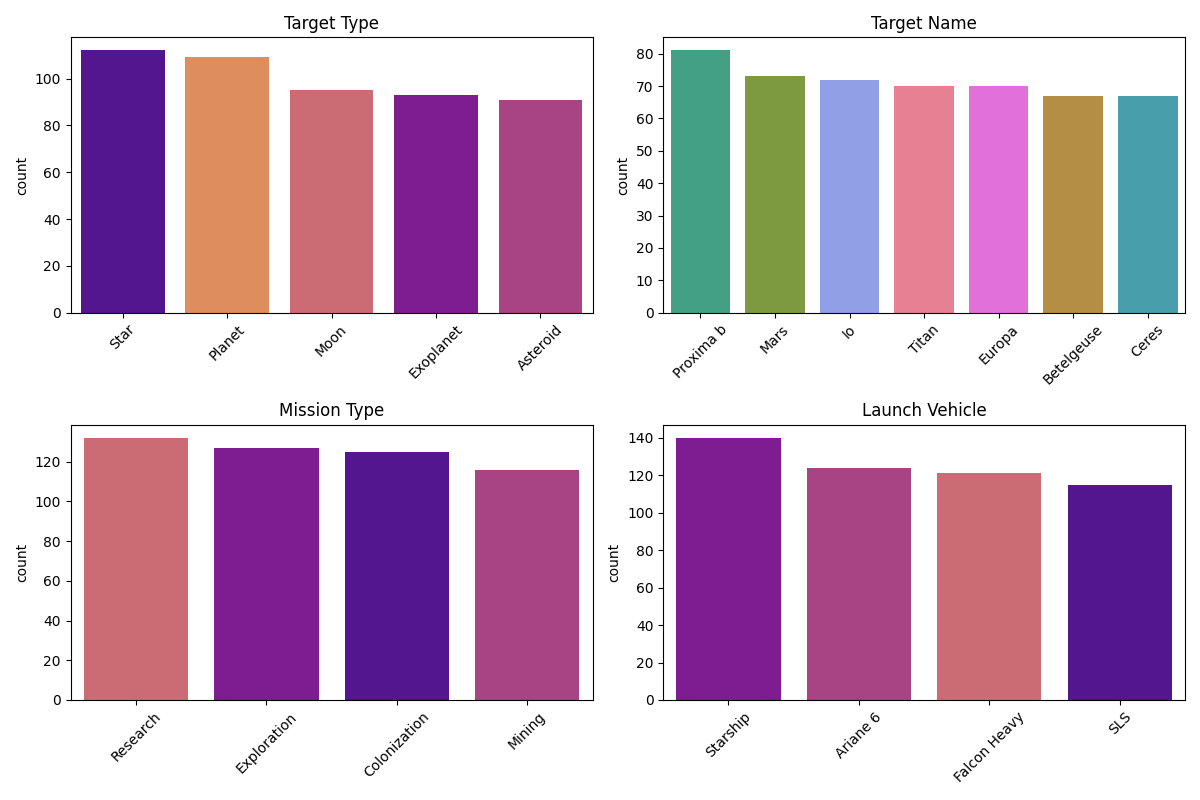 Target Type
count
100
80
60
40
20
0
Star
Planet
Moon
Exoplanet
Asteroid
Target Name
count
80
70
60
50
40
30
20
10
0
Proxima b
Mars
Io
Titan
Europa
Betelgeuse
Ceres
Mission Type
count
120
100
80
60
40
20
0
Research
Exploration
Colonization
Mining
Launch Vehicle
count
140
120
100
80
60
40
20
0
Starship
Ariane 6
Falcon Heavy
SLS